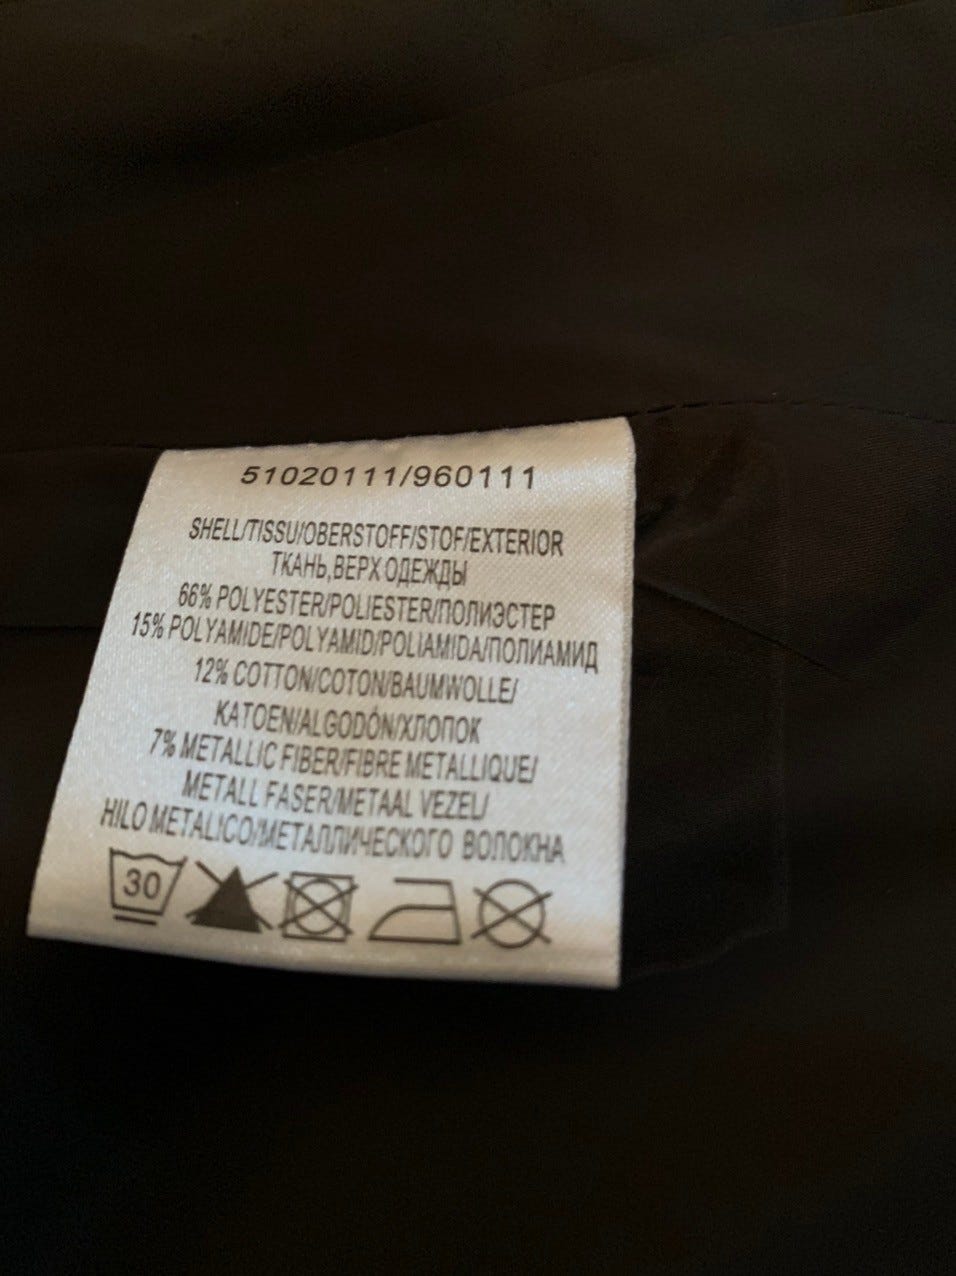 51020111/960111
SHELL/TISSU/OBERSTOFF/STOF/EXTERIOR
ТКАНЬ,ВЕРХ ОДЕЖДЫ
66% POLYESTER/POLIESTER/ПОЛИЭСТЕР
15% POLYAMIDE/POLYAMID/POLIAMIDA/ПОЛИАМИД
12% COTTON/COTON/BAUMWOLLE/
KATOEN/ALGODÓN/ХЛОПОК
7% METALLIC FIBER/FIBRE METALLIQUE/
METALL FASER/METAAL VEZEL/
HILO METALICO/МЕТАЛЛИЧЕСКОГО ВОЛОКНА
30